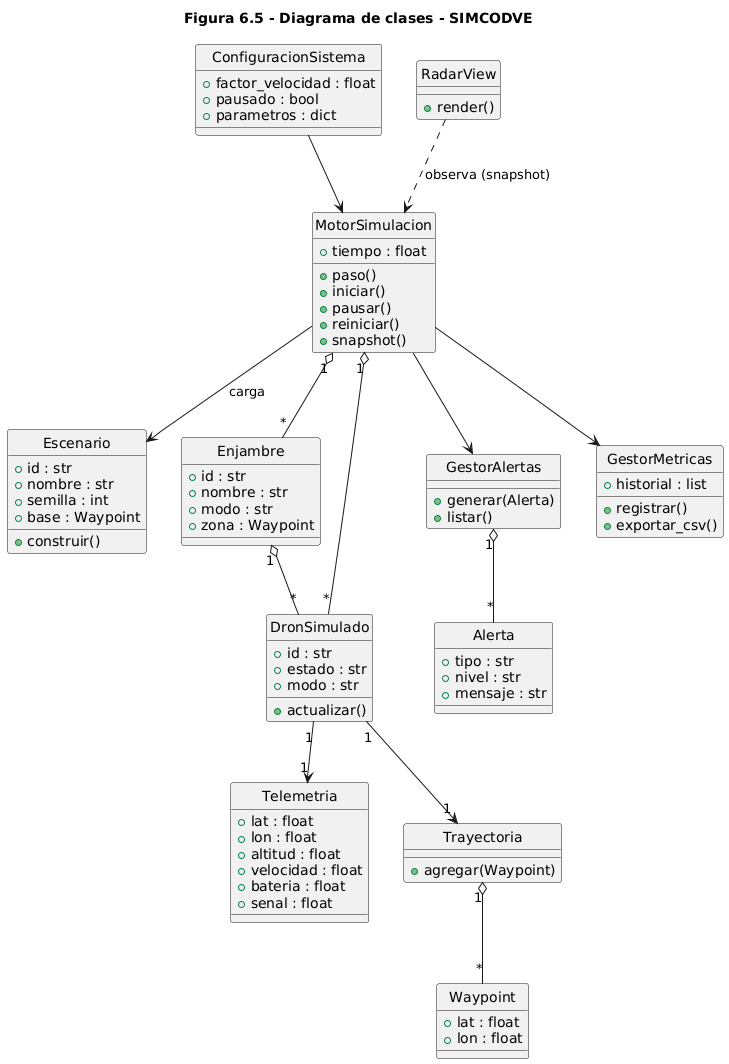 Figura 6.5 - Diagrama de clases - SIMCODVE
ConfiguracionSistema
factor_velocidad : float
pausado : bool
parametros : dict
RadarView
render()
observa (snapshot)
MotorSimulacion
tiempo : float
paso()
iniciar()
pausar()
reiniciar()
snapshot()
1
1
carga
*
Escenario
id : str
nombre : str
semilla : int
base : Waypoint
construir()
Enjambre
id : str
nombre : str
modo : str
zona : Waypoint
GestorAlertas
generar(Alerta)
listar()
GestorMetricas
historial : list
registrar()
exportar_csv()
1
1
*
*
*
DronSimulado
id : str
estado : str
modo : str
actualizar()
Alerta
tipo : str
nivel : str
mensaje : str
1
1
1
1
Telemetria
lat : float
lon : float
altitud : float
velocidad : float
bateria : float
senal : float
Trayectoria
agregar(Waypoint)
1
*
Waypoint
lat : float
lon : float